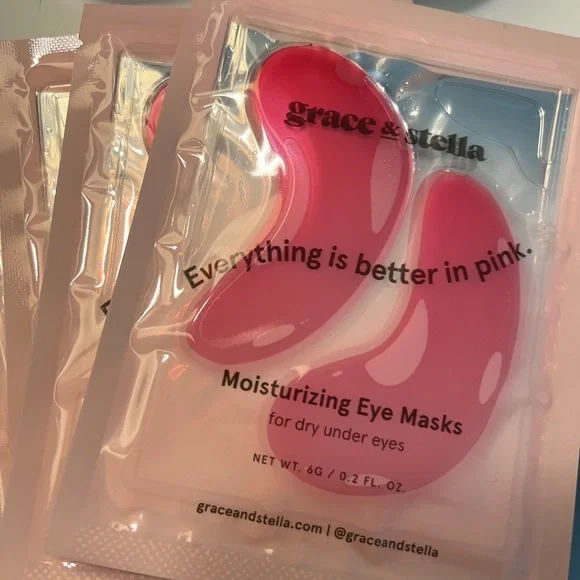 grace & stella
Everything is better in pink.
Moisturizing Eye Masks
for dry under eyes
NET WT. 6G / 0.2 FL. OZ.
graceandstella.com | @graceandstella